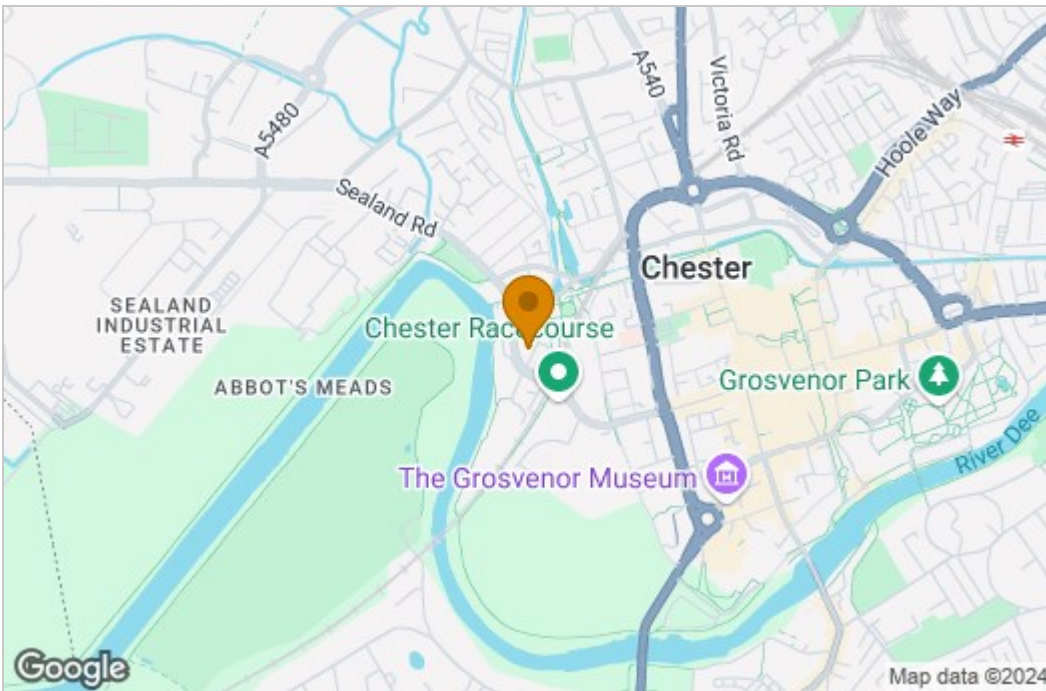 A540
Victoria Rd
Hoole Way
A5480
Sealand Rd
Chester
SEALAND
INDUSTRIAL
ESTATE
Chester Racecourse
ABBOT'S MEADS
Grosvenor Park
The Grosvenor Museum
River Dee
Google
Map data ©2024